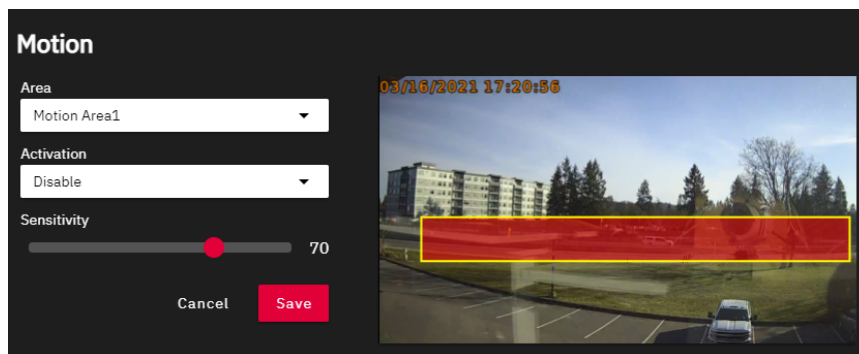 Motion
Area
Motion Area1
Activation
Disable
Sensitivity
70
Cancel Save
03/16/2021 17:20:56